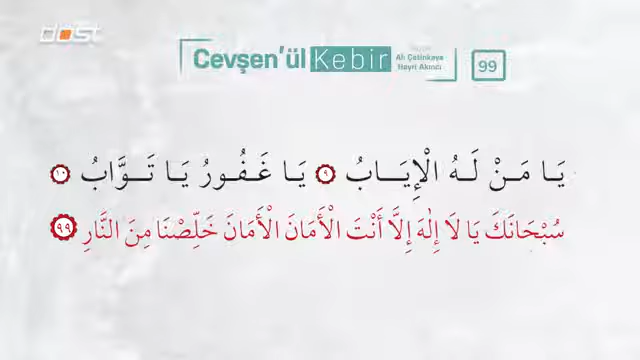 dost
Cevşen'ül Kebir
Ali Çetinkaya
Hayri Akıncı
99
يَا مَنْ لَهُ الْإِيَابُ ٩ يَا غَفُورُ يَا تَوَّابُ ١٠
سُبْحَانَكَ يَا لَا إِلٰهَ إِلَّا أَنْتَ الْأَمَانَ الْأَمَانَ خَلِّصْنَا مِنَ النَّارِ ٩٩